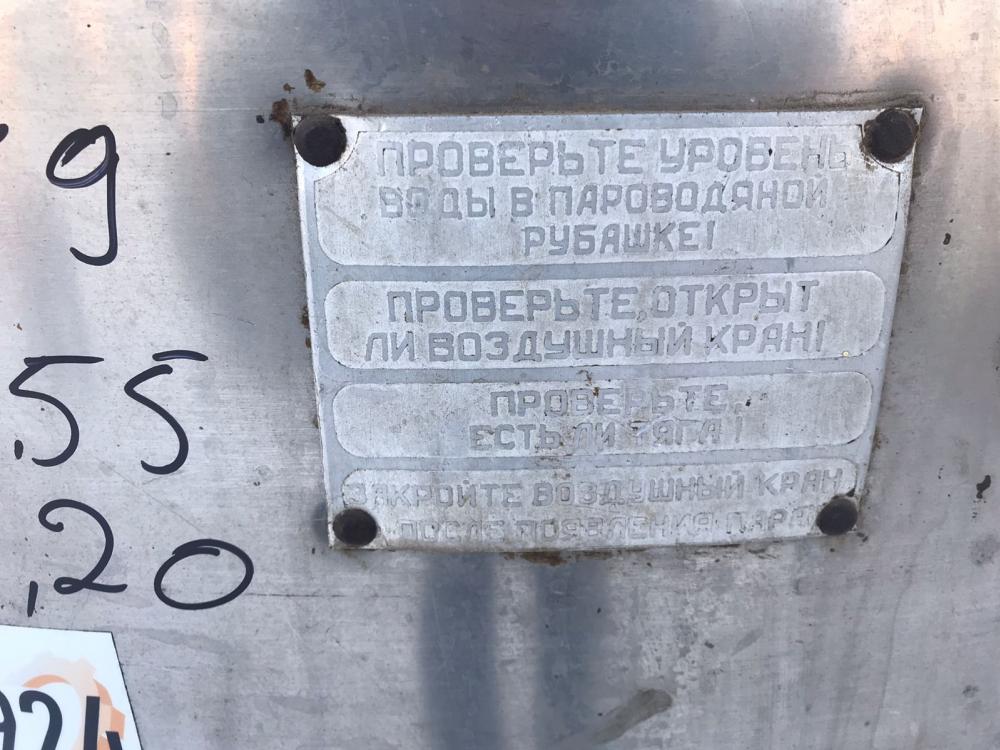 9
ПРОВЕРЬТЕ УРОВЕНЬ
ВОДЫ В ПАРОВОДЯНОЙ
РУБАШКЕ!
ПРОВЕРЬТЕ, ОТКРЫТ
ЛИ ВОЗДУШНЫЙ КРАН!
,55
ПРОВЕРЬТЕ,
ЕСТЬ ЛИ ТЯГА!
ЗАКРОЙТЕ ВОЗДУШНЫЙ КРАН
ПОСЛЕ ПОЯВЛЕНИЯ ПАРА
,20